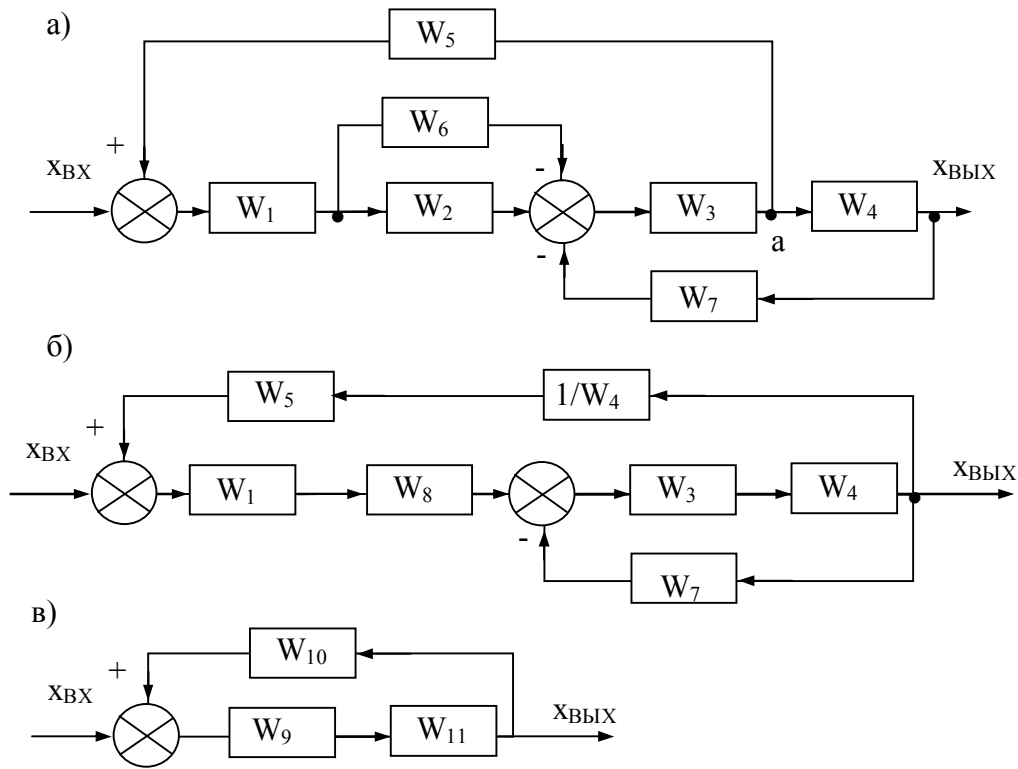 а)
W₅
W₆
+
xВХ
-
xВЫХ
W₁
W₂
W₃
W₄
-
а
W₇
б)
W₅
1/W₄
+
xВХ
xВЫХ
W₁
W₈
W₃
W₄
-
W₇
в)
W₁₀
+
xВХ
xВЫХ
W₉
W₁₁